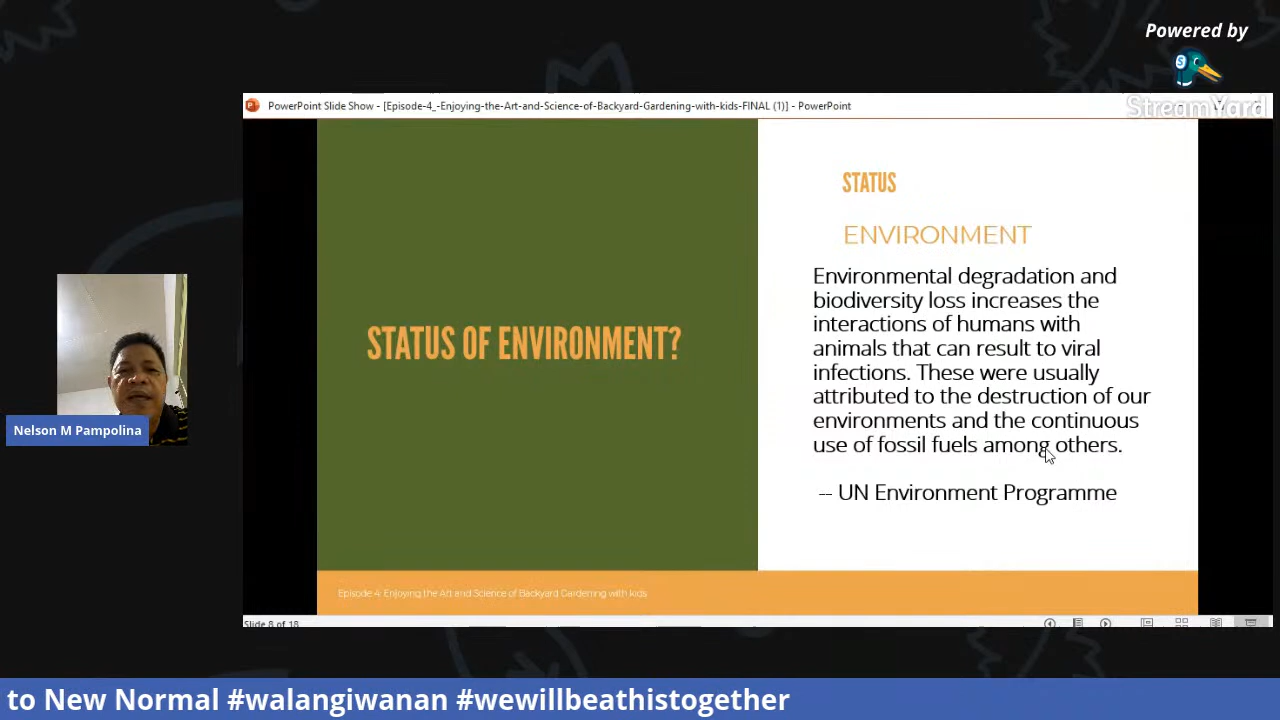 Powered by
StreamYard
PowerPoint Slide Show - [Episode-4_-Enjoying-the-Art-and-Science-of-Backyard-Gardening-with-kids-FINAL (1)] - PowerPoint
STATUS OF ENVIRONMENT?
STATUS
ENVIRONMENT
Environmental degradation and
biodiversity loss increases the
interactions of humans with
animals that can result to viral
infections. These were usually
attributed to the destruction of our
environments and the continuous
use of fossil fuels among others.
-- UN Environment Programme
Episode 4: Enjoying the Art and Science of Backyard Gardening with kids
Slide 8 of 18
Nelson M Pampolina
to New Normal #walangiwanan #wewillbeathistogether